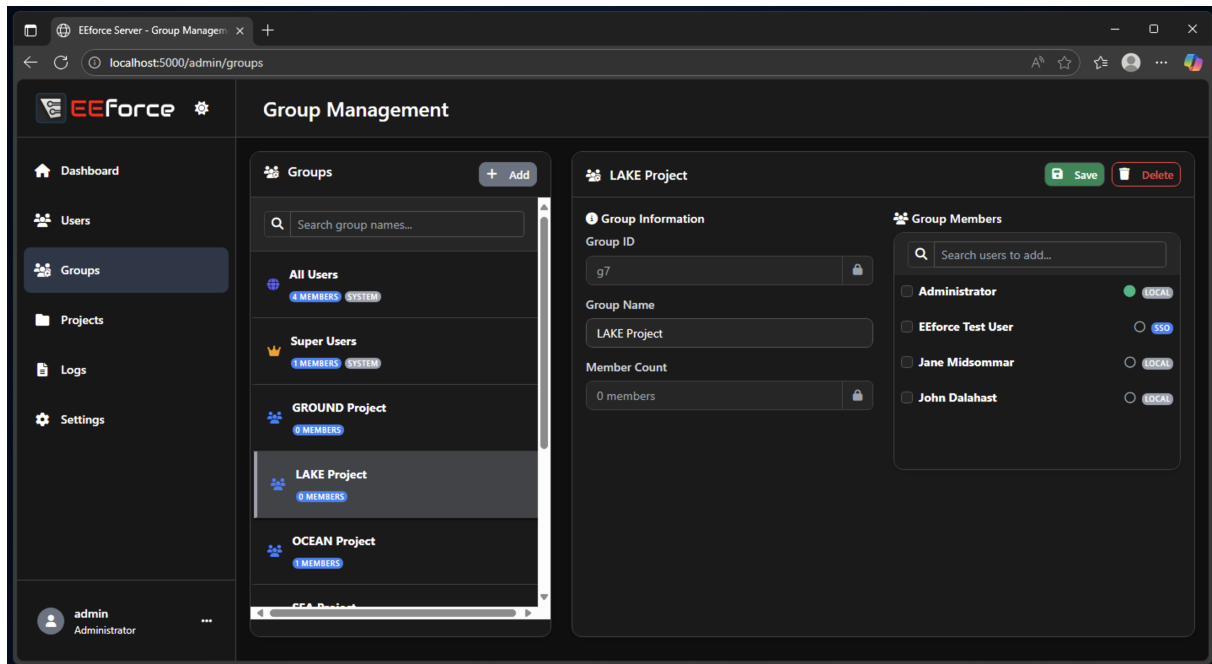 EEforce Server - Group Managem
localhost:5000/admin/groups
EEForce
Group Management
Dashboard
Users
Groups
Projects
Logs
Settings
admin
Administrator
Groups
+ Add
Search group names...
All Users
4 MEMBERS SYSTEM
Super Users
1 MEMBERS SYSTEM
GROUND Project
0 MEMBERS
LAKE Project
0 MEMBERS
OCEAN Project
1 MEMBERS
SEA Project
LAKE Project
Save Delete
Group Information
Group ID
g7
Group Name
LAKE Project
Member Count
0 members
Group Members
Search users to add...
Administrator LOCAL
EEforce Test User SSO
Jane Midsommar LOCAL
John Dalahast LOCAL